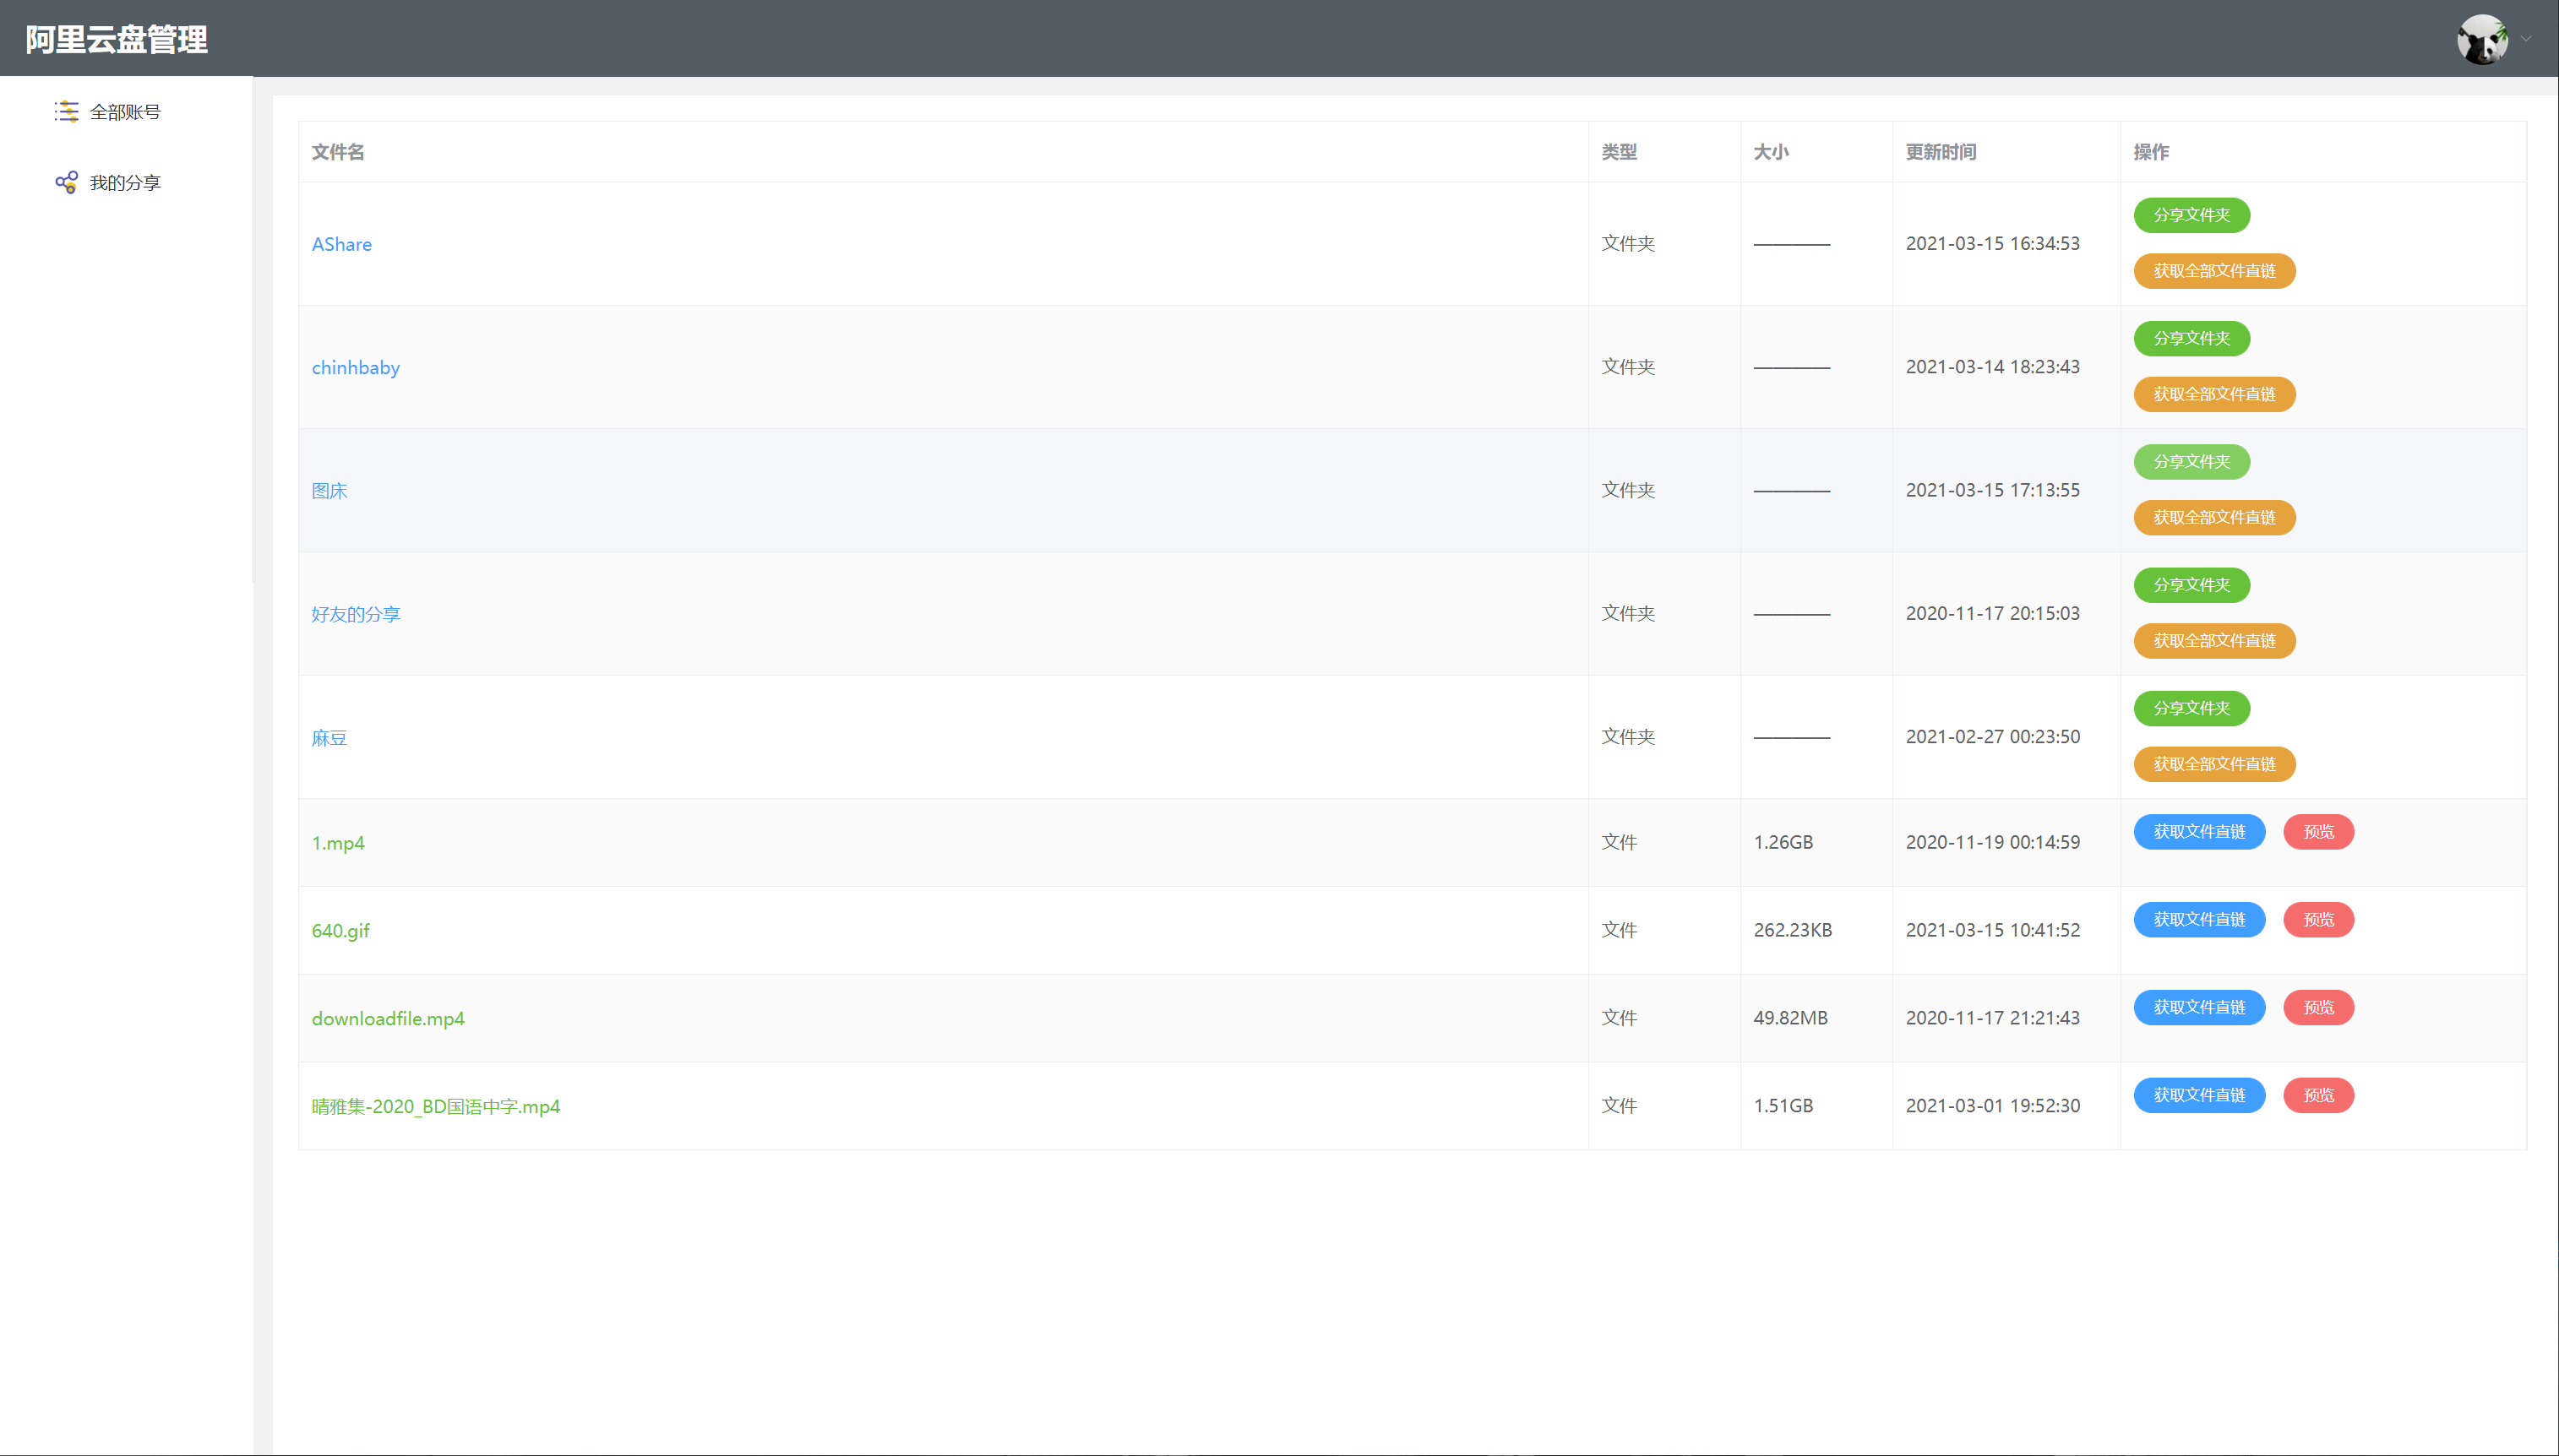 阿里云盘管理
全部账号
我的分享
文件名 类型 大小 更新时间 操作
AShare 文件夹 ———— 2021-03-15 16:34:53 分享文件夹
获取全部文件直链
chinhbaby 文件夹 ———— 2021-03-14 18:23:43 分享文件夹
获取全部文件直链
图床 文件夹 ———— 2021-03-15 17:13:55 分享文件夹
获取全部文件直链
好友的分享 文件夹 ———— 2020-11-17 20:15:03 分享文件夹
获取全部文件直链
麻豆 文件夹 ———— 2021-02-27 00:23:50 分享文件夹
获取全部文件直链
1.mp4 文件 1.26GB 2020-11-19 00:14:59 获取文件直链 预览
640.gif 文件 262.23KB 2021-03-15 10:41:52 获取文件直链 预览
downloadfile.mp4 文件 49.82MB 2020-11-17 21:21:43 获取文件直链 预览
晴雅集-2020_BD国语中字.mp4 文件 1.51GB 2021-03-01 19:52:30 获取文件直链 预览